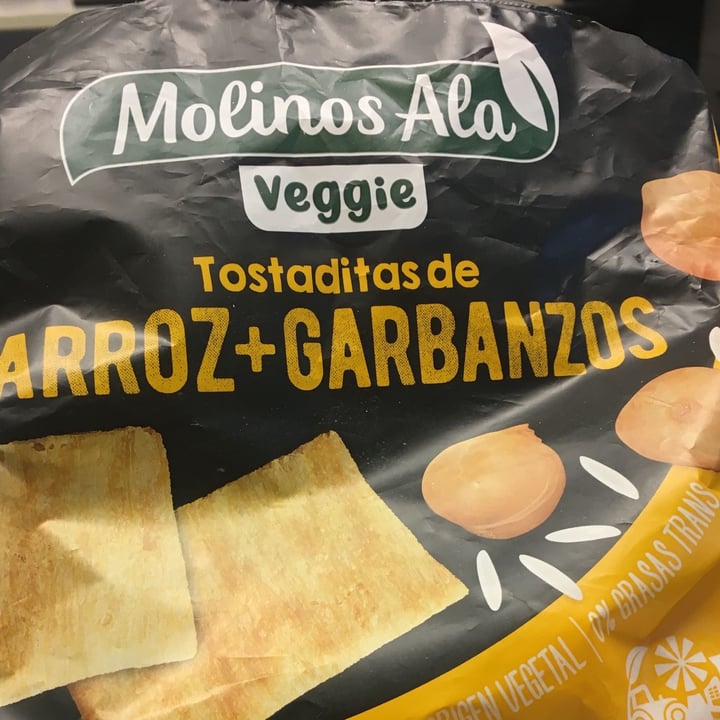 Molinos Ala
Veggie
Tostaditas de
ARROZ+GARBANZOS
ORIGEN VEGETAL | 0% GRASAS TRANS